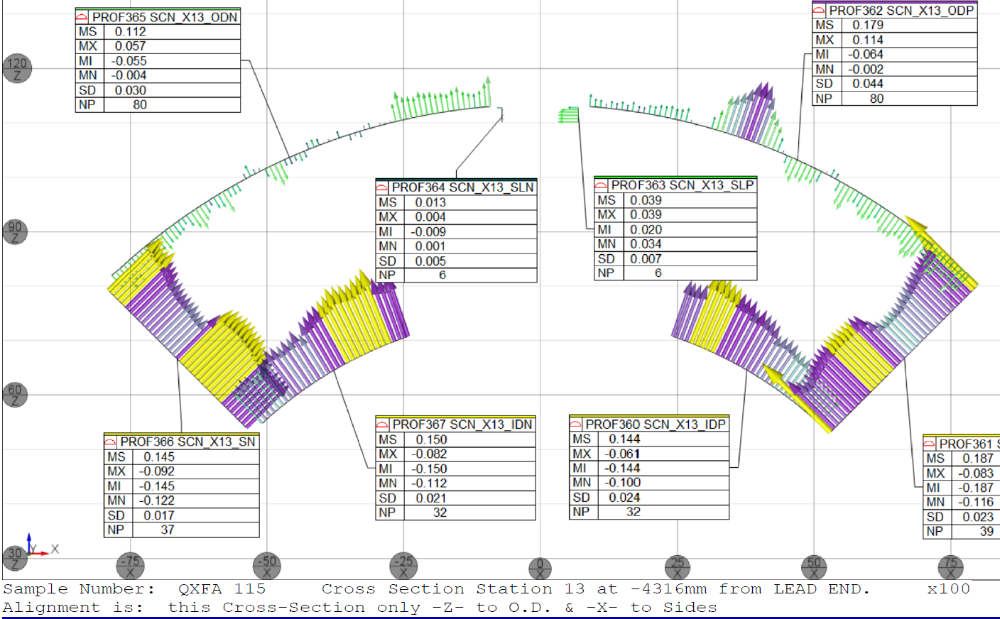 PROF365 SCN_X13_ODN
MS 0.112
MX 0.057
MI -0.055
MN -0.004
SD 0.030
NP 80
PROF362 SCN_X13_ODP
MS 0.179
MX 0.114
MI -0.064
MN -0.002
SD 0.044
NP 80
120
Z
PROF364 SCN_X13_SLN
MS 0.013
MX 0.004
MI -0.009
MN 0.001
SD 0.005
NP 6
PROF363 SCN_X13_SLP
MS 0.039
MX 0.039
MI 0.020
MN 0.034
SD 0.007
NP 6
90
Z
60
Z
PROF366 SCN_X13_SN
MS 0.145
MX -0.092
MI -0.145
MN -0.122
SD 0.017
NP 37
PROF367 SCN_X13_IDN
MS 0.150
MX -0.082
MI -0.150
MN -0.112
SD 0.021
NP 32
PROF360 SCN_X13_IDP
MS 0.144
MX -0.061
MI -0.144
MN -0.100
SD 0.024
NP 32
PROF361 S
MS 0.187
MX -0.083
MI -0.187
MN -0.116
SD 0.023
NP 39
30
Z
Y X
-75
X
-50
X
-25
X
0
X
25
X
50
X
75
X
Sample Number: QXFA 115 Cross Section Station 13 at -4316mm from LEAD END. x100
Alignment is: this Cross-Section only -Z- to O.D. & -X- to Sides